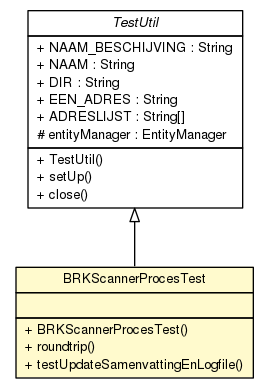 TestUtil
+ NAAM_BESCHIJVING : String
+ NAAM : String
+ DIR : String
+ EEN_ADRES : String
+ ADRESLIJST : String[]
# entityManager : EntityManager
+ TestUtil()
+ setUp()
+ close()
BRKScannerProcesTest
+ BRKScannerProcesTest()
+ roundtrip()
+ testUpdateSamenvattingEnLogfile()